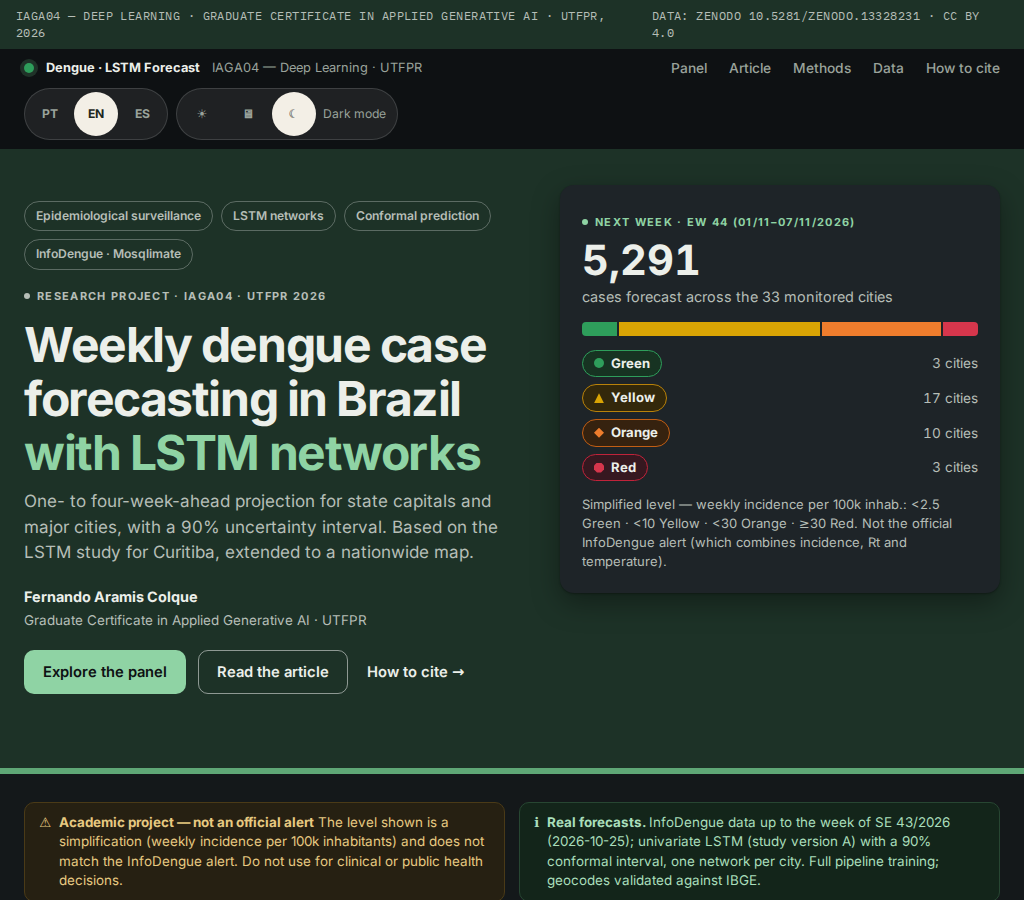 IAGA04 — DEEP LEARNING · GRADUATE CERTIFICATE IN APPLIED GENERATIVE AI · UTFPR,
2026
DATA: ZENODO 10.5281/ZENODO.13328231 · CC BY
4.0
Dengue · LSTM Forecast IAGA04 — Deep Learning · UTFPR
Panel Article Methods Data How to cite
PT EN ES Dark mode
Epidemiological surveillance LSTM networks Conformal prediction
InfoDengue · Mosqlimate
RESEARCH PROJECT · IAGA04 · UTFPR 2026
Weekly dengue case
forecasting in Brazil
with LSTM networks
One- to four-week-ahead projection for state capitals and
major cities, with a 90% uncertainty interval. Based on the
LSTM study for Curitiba, extended to a nationwide map.
Fernando Aramis Colque
Graduate Certificate in Applied Generative AI · UTFPR
Explore the panel Read the article How to cite →
NEXT WEEK · EW 44 (01/11–07/11/2026)
5,291
cases forecast across the 33 monitored cities
Green 3 cities
Yellow 17 cities
Orange 10 cities
Red 3 cities
Simplified level — weekly incidence per 100k inhab.: <2.5
Green · <10 Yellow · <30 Orange · ≥30 Red. Not the official
InfoDengue alert (which combines incidence, Rt and
temperature).
⚠ Academic project — not an official alert The level shown is a
simplification (weekly incidence per 100k inhabitants) and does not
match the InfoDengue alert. Do not use for clinical or public health
decisions.
ℹ Real forecasts. InfoDengue data up to the week of SE 43/2026
(2026-10-25); univariate LSTM (study version A) with a 90%
conformal interval, one network per city. Full pipeline training;
geocodes validated against IBGE.